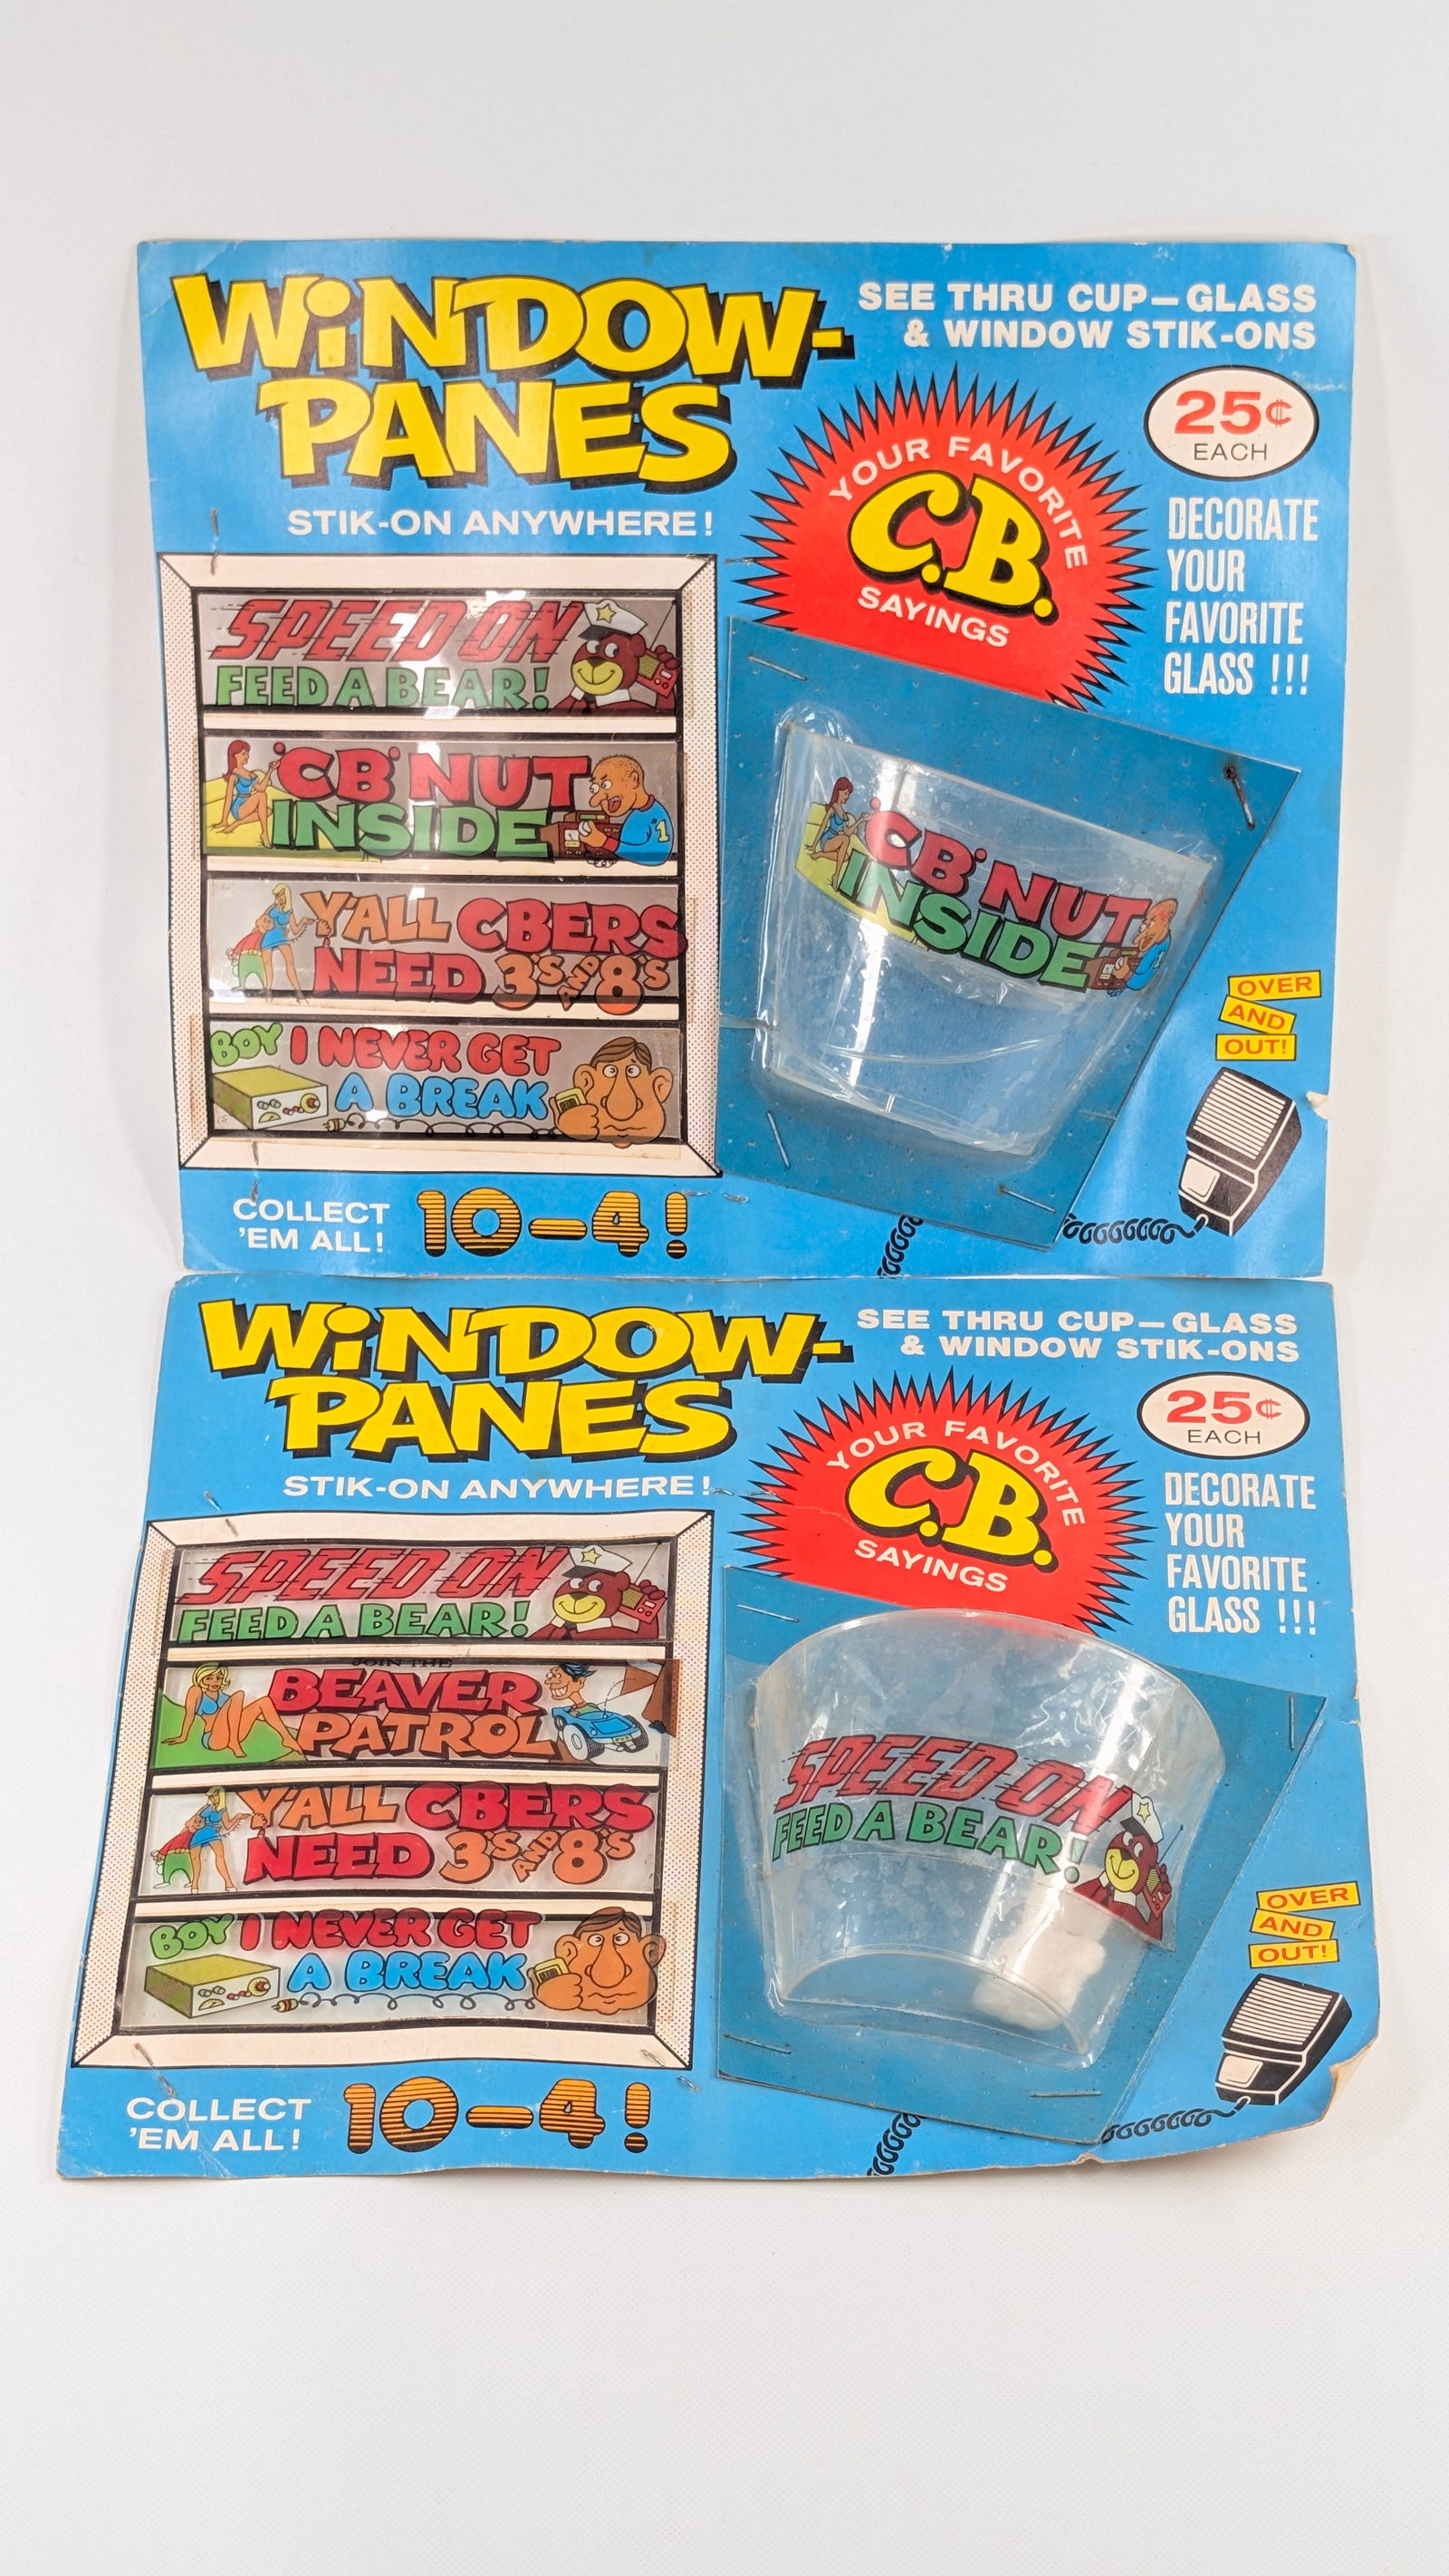 WINDOW-
PANES
STIK-ON ANYWHERE!
SEE THRU CUP—GLASS
& WINDOW STIK-ONS
25¢
EACH
YOUR FAVORITE
C.B.
SAYINGS
DECORATE
YOUR
FAVORITE
GLASS !!!
SPEED ON
FEED A BEAR!
'CB' NUT
INSIDE
1
Y'ALL CBERS
NEED 3'S AND 8'S
BOY I NEVER GET
A BREAK
'CB' NUT
INSIDE
OVER
AND
OUT!
COLLECT
'EM ALL!
10-4!
WINDOW-
PANES
STIK-ON ANYWHERE!
SEE THRU CUP—GLASS
& WINDOW STIK-ONS
25¢
EACH
YOUR FAVORITE
C.B.
SAYINGS
DECORATE
YOUR
FAVORITE
GLASS !!!
SPEED ON
FEED A BEAR!
JOIN THE
BEAVER
PATROL
Y'ALL CBERS
NEED 3'S AND 8'S
BOY I NEVER GET
A BREAK
SPEED ON
FEED A BEAR!
OVER
AND
OUT!
COLLECT
'EM ALL!
10-4!